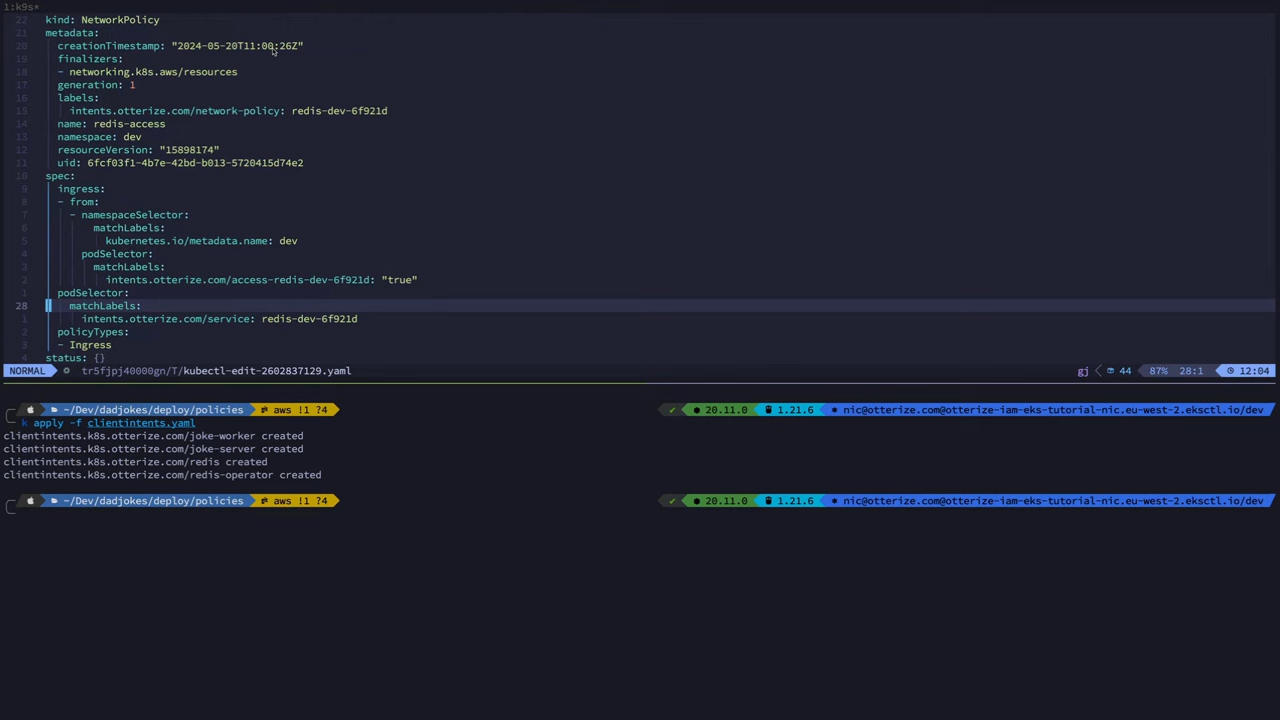 1:k9s*
22 kind: NetworkPolicy
21 metadata:
20 creationTimestamp: "2024-05-20T11:00:26Z"
19 finalizers:
18 - networking.k8s.aws/resources
17 generation: 1
16 labels:
15 intents.otterize.com/network-policy: redis-dev-6f921d
14 name: redis-access
13 namespace: dev
12 resourceVersion: "15898174"
11 uid: 6fcf03f1-4b7e-42bd-b013-5720415d74e2
10 spec:
9 ingress:
8 - from:
7 - namespaceSelector:
6 matchLabels:
5 kubernetes.io/metadata.name: dev
4 podSelector:
3 matchLabels:
2 intents.otterize.com/access-redis-dev-6f921d: "true"
1 podSelector:
28 matchLabels:
1 intents.otterize.com/service: redis-dev-6f921d
2 policyTypes:
3 - Ingress
4 status: {}
NORMAL tr5fjpj40000gn/T/kubectl-edit-2602837129.yaml gj 44 87% 28:1 12:04
~/Dev/dadjokes/deploy/policies aws !1 ?4 ✓ 20.11.0 1.21.6 nic@otterize.com@otterize-iam-eks-tutorial-nic.eu-west-2.eksctl.io/dev
k apply -f clientintents.yaml
clientintents.k8s.otterize.com/joke-worker created
clientintents.k8s.otterize.com/joke-server created
clientintents.k8s.otterize.com/redis created
clientintents.k8s.otterize.com/redis-operator created
~/Dev/dadjokes/deploy/policies aws !1 ?4 ✓ 20.11.0 1.21.6 nic@otterize.com@otterize-iam-eks-tutorial-nic.eu-west-2.eksctl.io/dev